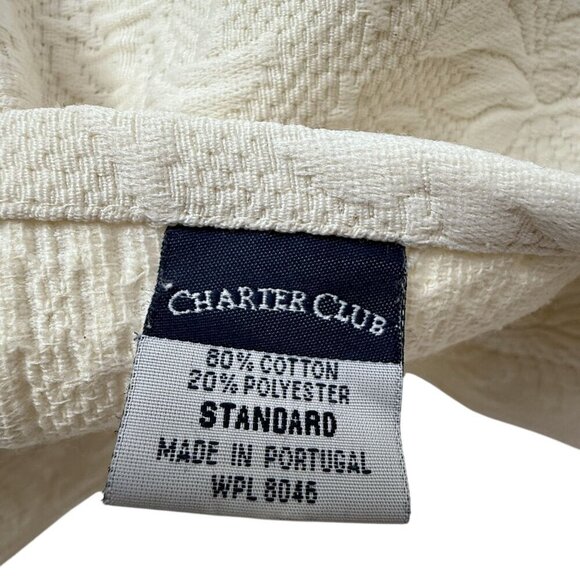 CHARTER CLUB
80% COTTON
20% POLYESTER
STANDARD
MADE IN PORTUGAL
WPL 8046